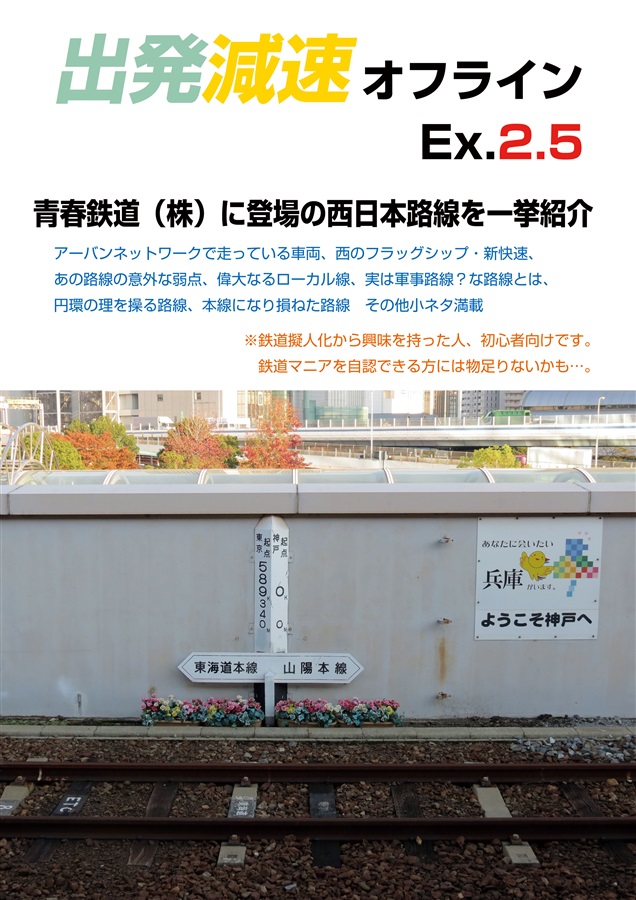 出発減速 オフライン
Ex.2.5
青春鉄道（株）に登場の西日本路線を一挙紹介
アーバンネットワークで走っている車両、西のフラッグシップ・新快速、
あの路線の意外な弱点、偉大なるローカル線、実は軍事路線？な路線とは、
円環の理を操る路線、本線になり損ねた路線　その他小ネタ満載
※鉄道擬人化から興味を持った人、初心者向けです。
鉄道マニアを自認できる方には物足りないかも…。
東京起点 589K340M
神戸起点 0K0M
東海道本線 山陽本線
あなたに会いたい
兵庫がいます。
ようこそ神戸へ
ETC